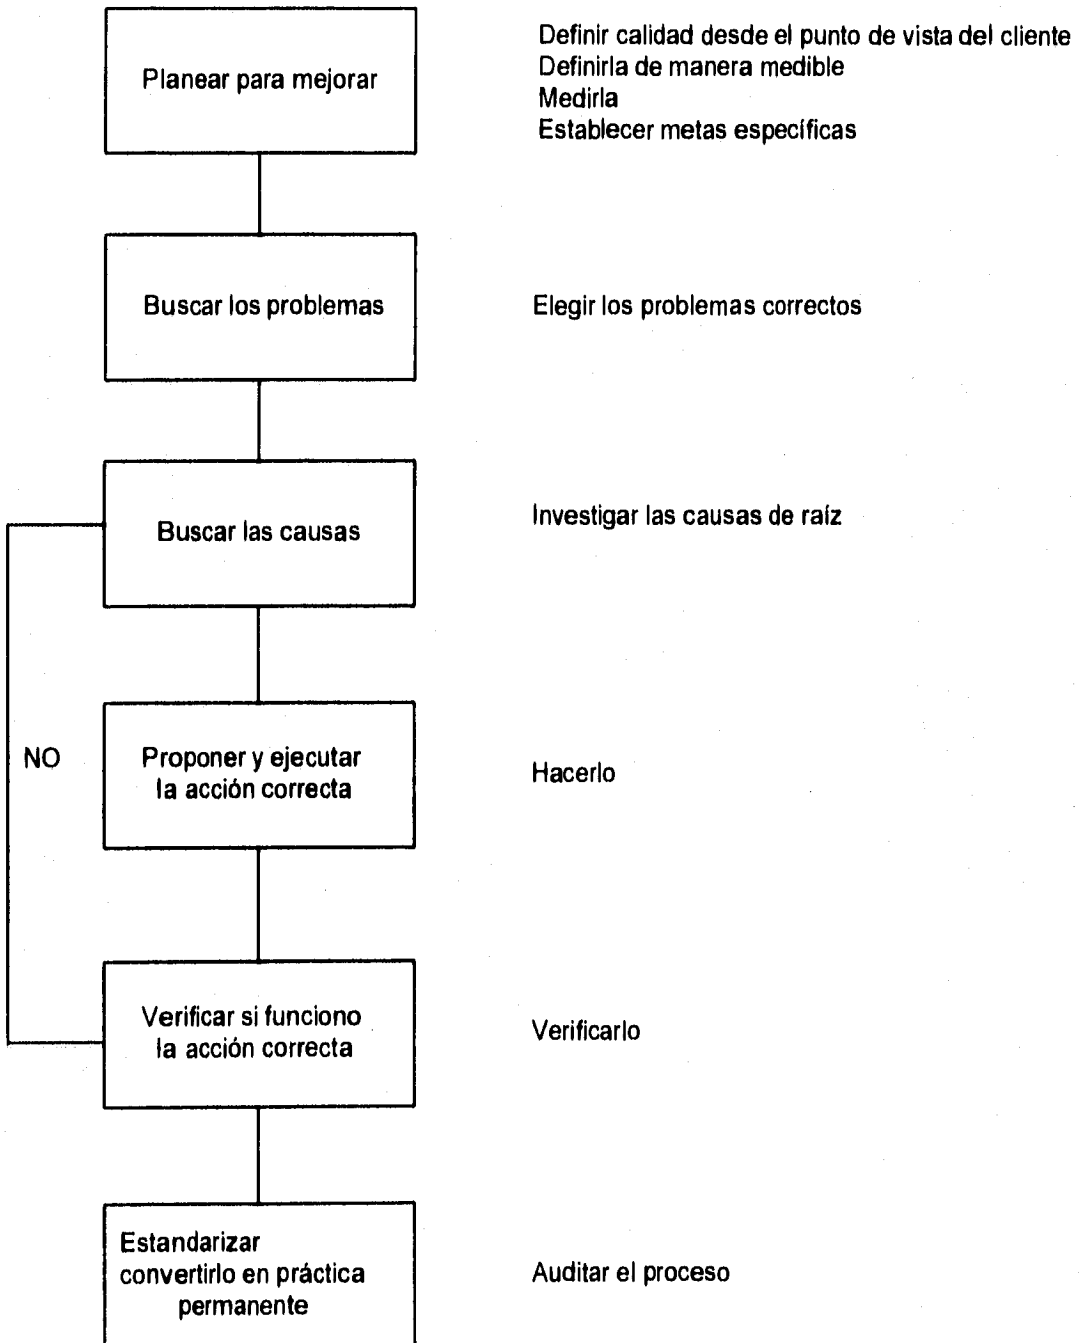 Planear para mejorar
Definir calidad desde el punto de vista del cliente
Definirla de manera medible
Medirla
Establecer metas específicas
Buscar los problemas
Elegir los problemas correctos
Buscar las causas
Investigar las causas de raíz
NO
Proponer y ejecutar
la acción correcta
Hacerlo
Verificar si funciono
la acción correcta
Verificarlo
Estandarizar
convertirlo en práctica
permanente
Auditar el proceso